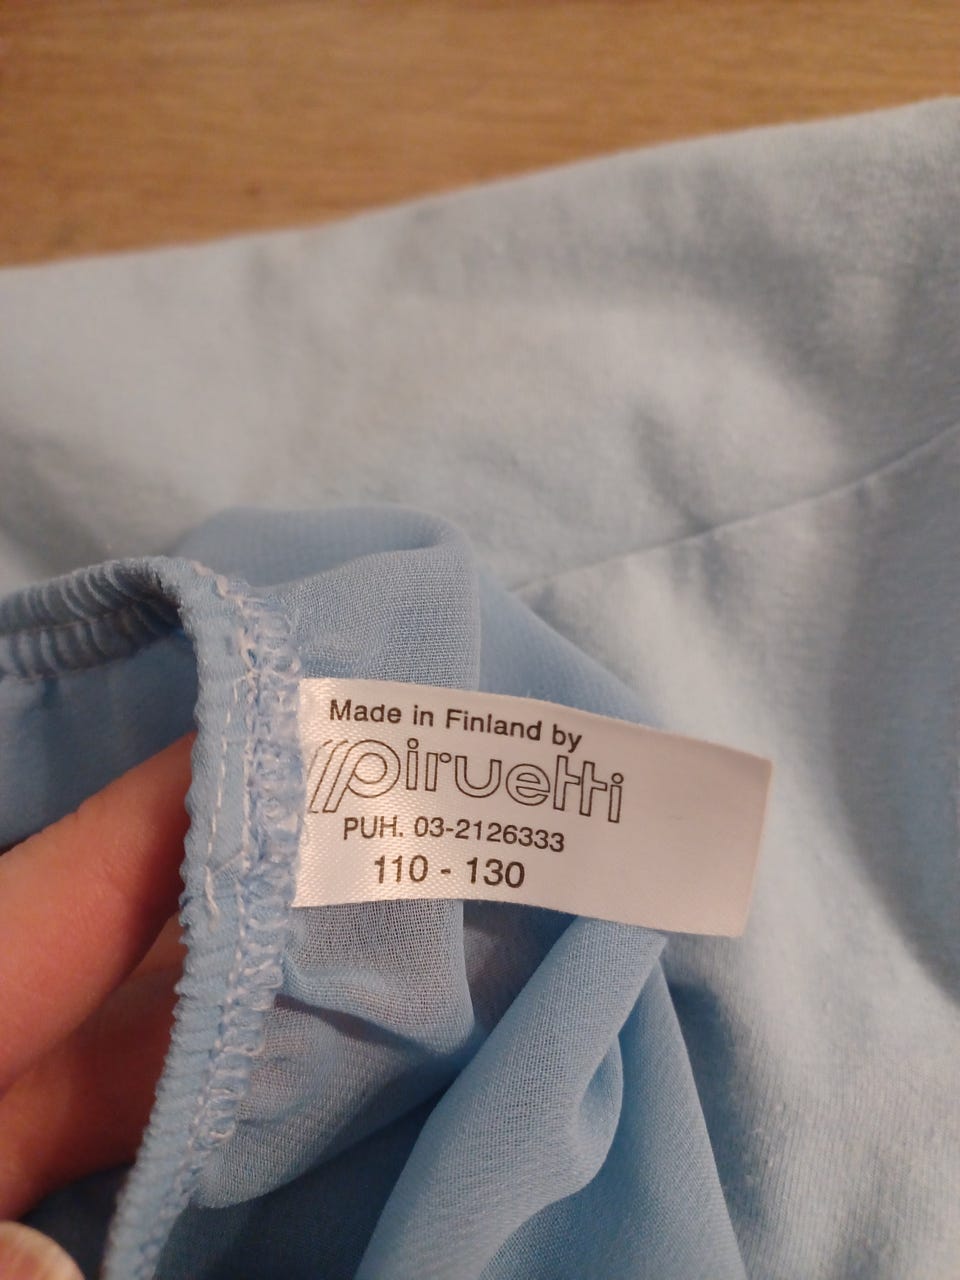 Made in Finland by
piruetti
PUH. 03-2126333
110 - 130